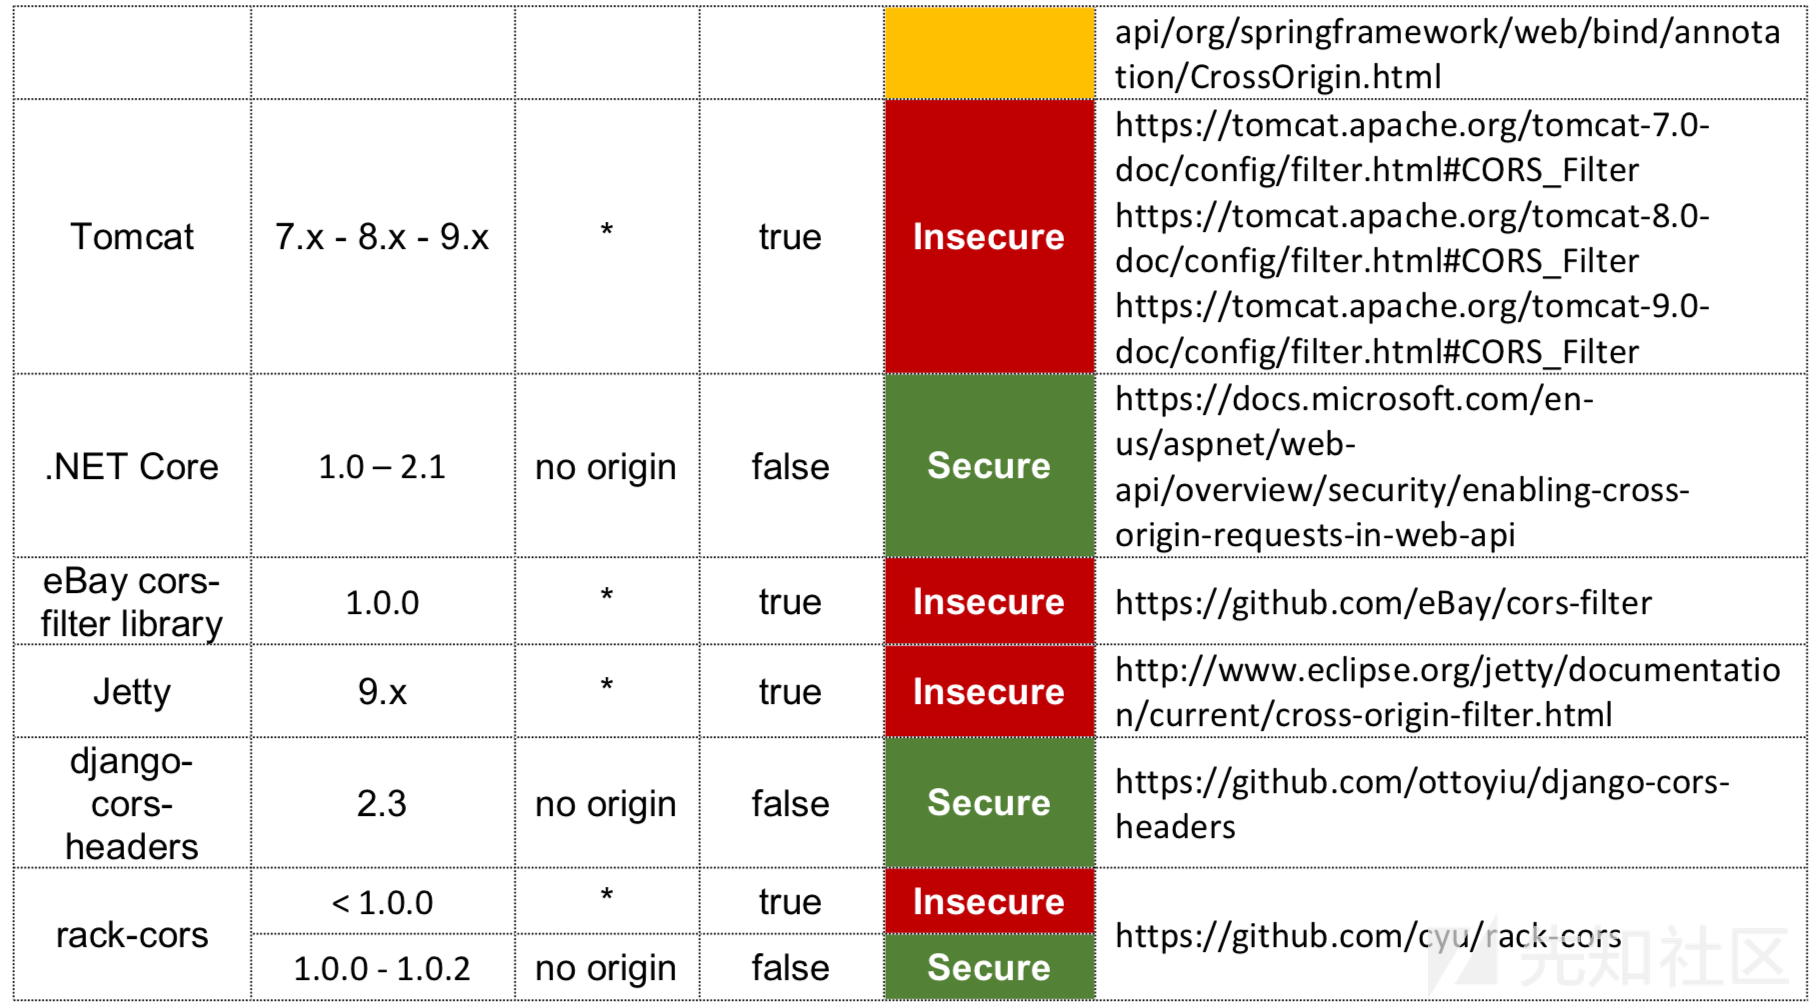 api/org/springframework/web/bind/annota
tion/CrossOrigin.html
Tomcat
7.x - 8.x - 9.x
*
true
Insecure
https://tomcat.apache.org/tomcat-7.0-
doc/config/filter.html#CORS_Filter
https://tomcat.apache.org/tomcat-8.0-
doc/config/filter.html#CORS_Filter
https://tomcat.apache.org/tomcat-9.0-
doc/config/filter.html#CORS_Filter
.NET Core
1.0 – 2.1
no origin
false
Secure
https://docs.microsoft.com/en-
us/aspnet/web-
api/overview/security/enabling-cross-
origin-requests-in-web-api
eBay cors-
filter library
1.0.0
*
true
Insecure
https://github.com/eBay/cors-filter
Jetty
9.x
*
true
Insecure
http://www.eclipse.org/jetty/documentatio
n/current/cross-origin-filter.html
django-
cors-
headers
2.3
no origin
false
Secure
https://github.com/ottoyiu/django-cors-
headers
rack-cors
< 1.0.0
*
true
Insecure
1.0.0 - 1.0.2
no origin
false
Secure
https://github.com/cyu/rack-cors
先知社区